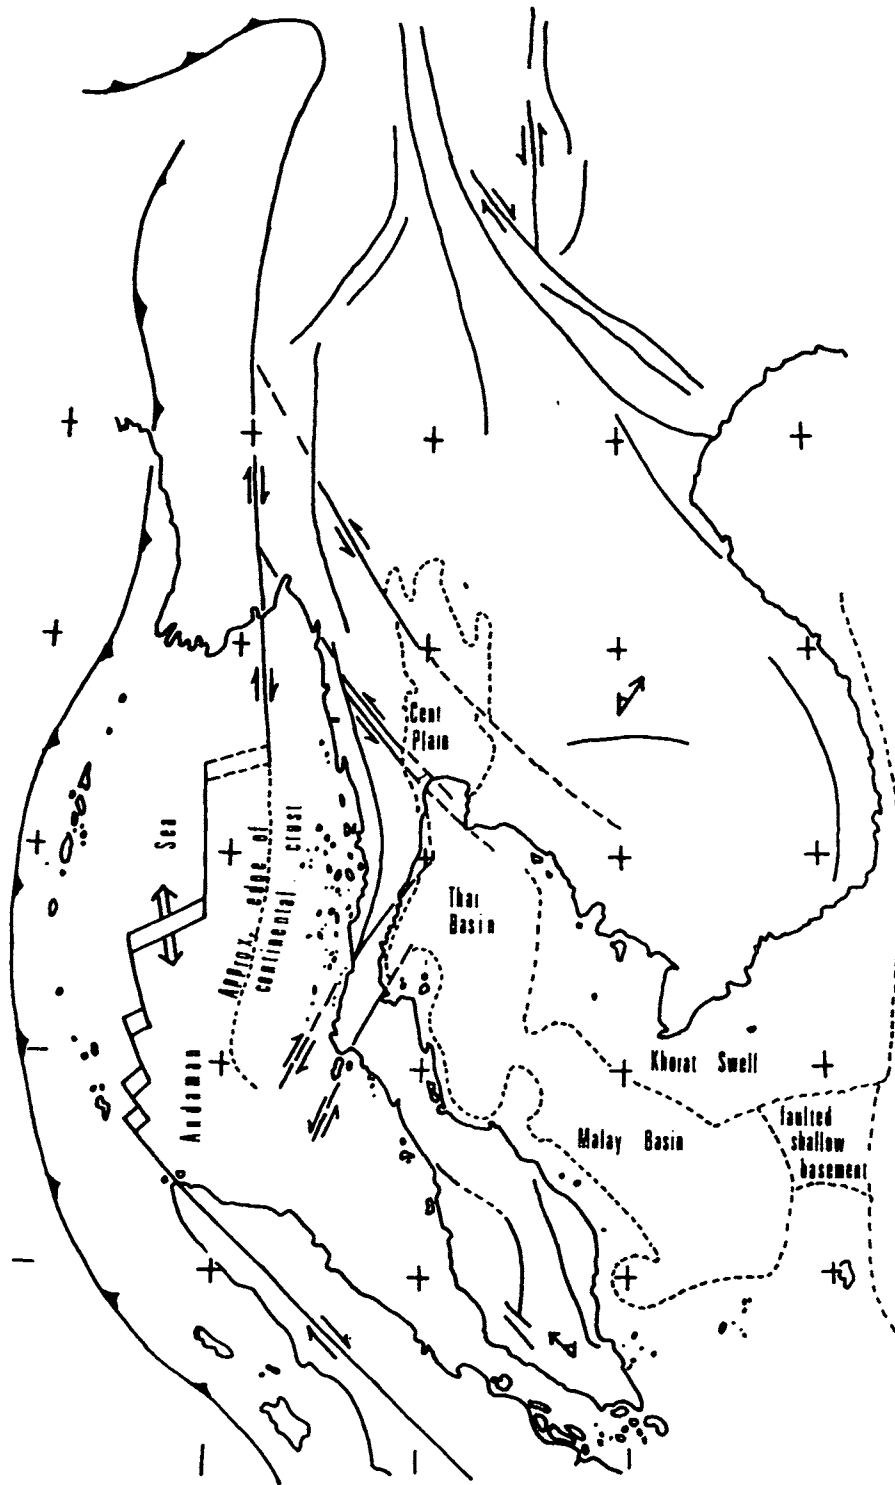 Cent
Plain
Sea
Approx. edge of
continental crust
Thai
Basin
Andaman
Khorat Swell
Malay Basin
faulted
shallow
basement